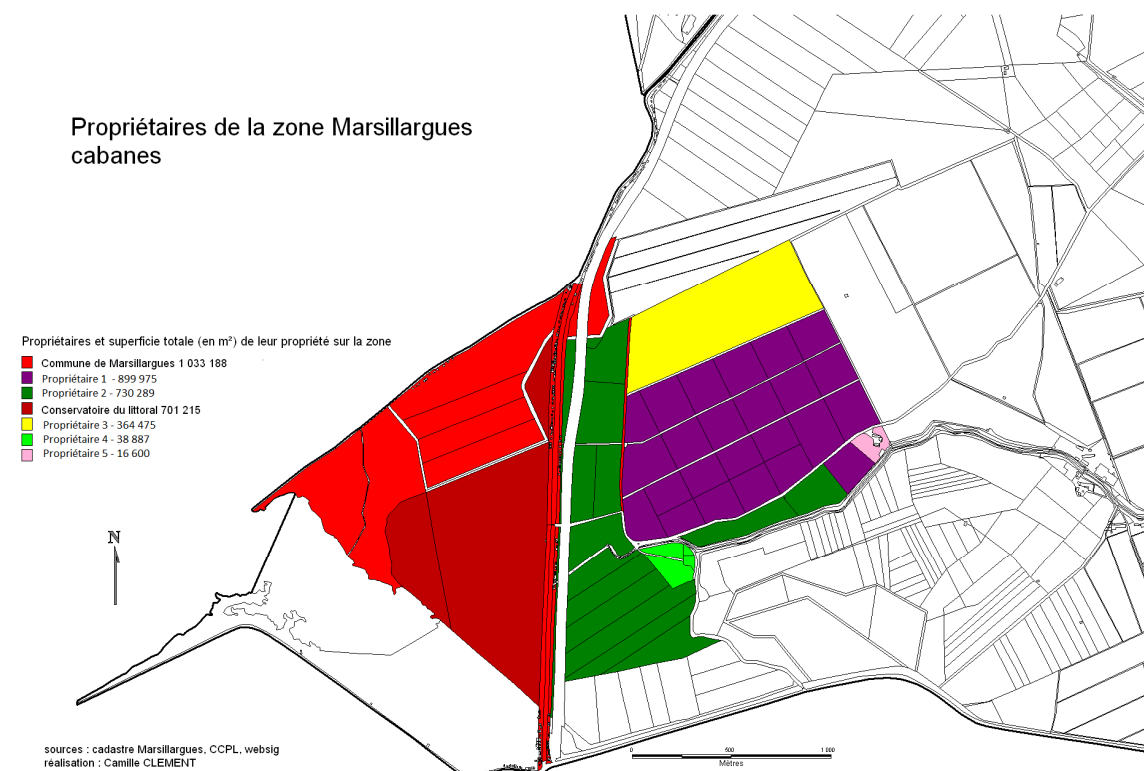 Propriétaires de la zone Marsillargues
cabanes
Propriétaires et superficie totale (en m²) de leur propriété sur la zone
Commune de Marsillargues 1 033 188
Propriétaire 1 - 899 975
Propriétaire 2 - 730 289
Conservatoire du littoral 701 215
Propriétaire 3 - 364 475
Propriétaire 4 - 38 887
Propriétaire 5 - 16 600
N
sources : cadastre Marsillargues, CCPL, websig
réalisation : Camille CLEMENT
0 500 1 000
Mètres